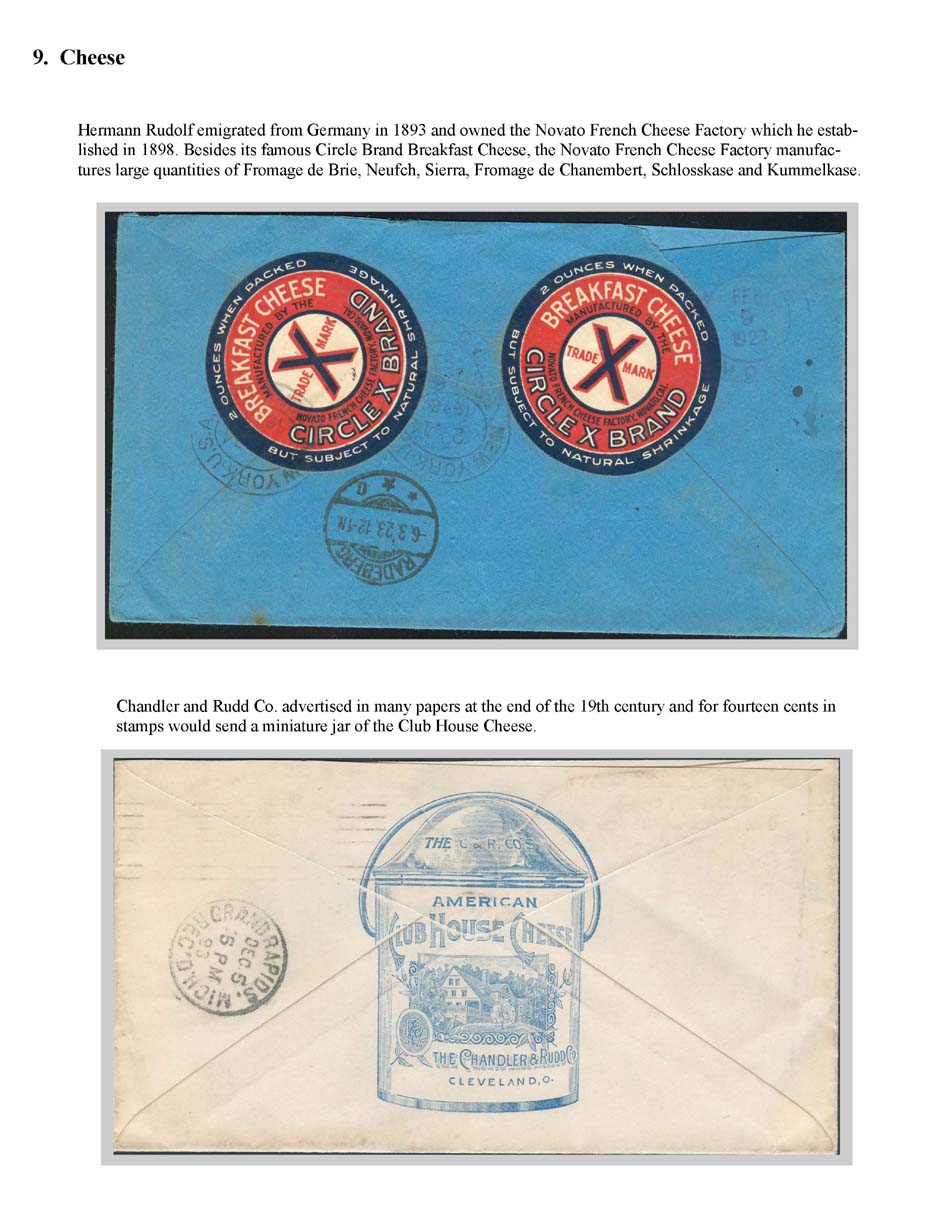 9. Cheese
Hermann Rudolf emigrated from Germany in 1893 and owned the Novato French Cheese Factory which he estab-
lished in 1898. Besides its famous Circle Brand Breakfast Cheese, the Novato French Cheese Factory manufac-
tures large quantities of Fromage de Brie, Neufch, Sierra, Fromage de Chanembert, Schlosskase and Kummelkase.
2 OUNCES WHEN PACKED
BUT SUBJECT TO NATURAL SHRINKAGE
BREAKFAST CHEESE
MANUFACTURED BY THE
NOVATO FRENCH CHEESE FACTORY, NOVATO, CAL.
CIRCLE X BRAND
TRADE X MARK
2 OUNCES WHEN PACKED
BUT SUBJECT TO NATURAL SHRINKAGE
BREAKFAST CHEESE
MANUFACTURED BY THE
NOVATO FRENCH CHEESE FACTORY, NOVATO, CAL.
CIRCLE X BRAND
TRADE X MARK
FEB
6
NEW YORK
YORK U.S.A
RADEBERG
-6.3.23.12-1N.
C
Chandler and Rudd Co. advertised in many papers at the end of the 19th century and for fourteen cents in
stamps would send a miniature jar of the Club House Cheese.
THE C. & R. CO'S
AMERICAN
CLUB HOUSE CHEESE
THE CHANDLER & RUDD CO
CLEVELAND, O.
GRAND RAPIDS, MICH.
DEC 5
5 PM
93
REC'D